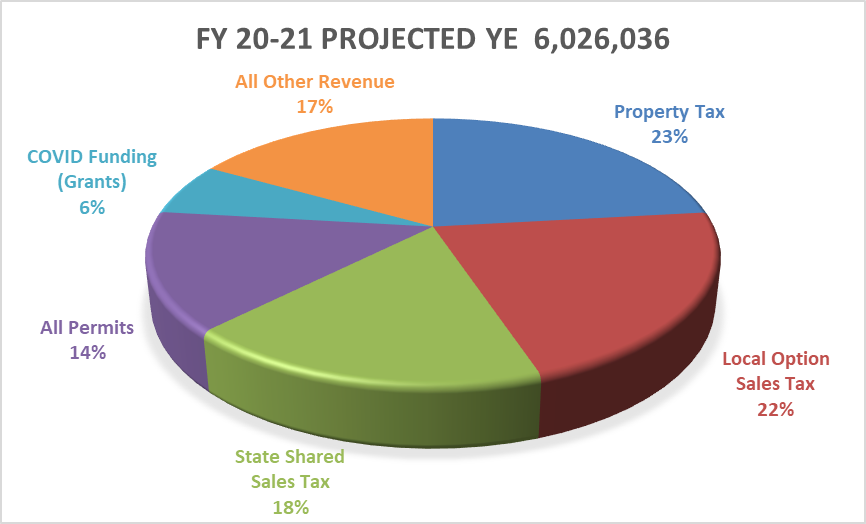 FY 20-21 PROJECTED YE 6,026,036
All Other Revenue
17%
Property Tax
23%
COVID Funding
(Grants)
6%
All Permits
14%
Local Option
Sales Tax
22%
State Shared
Sales Tax
18%